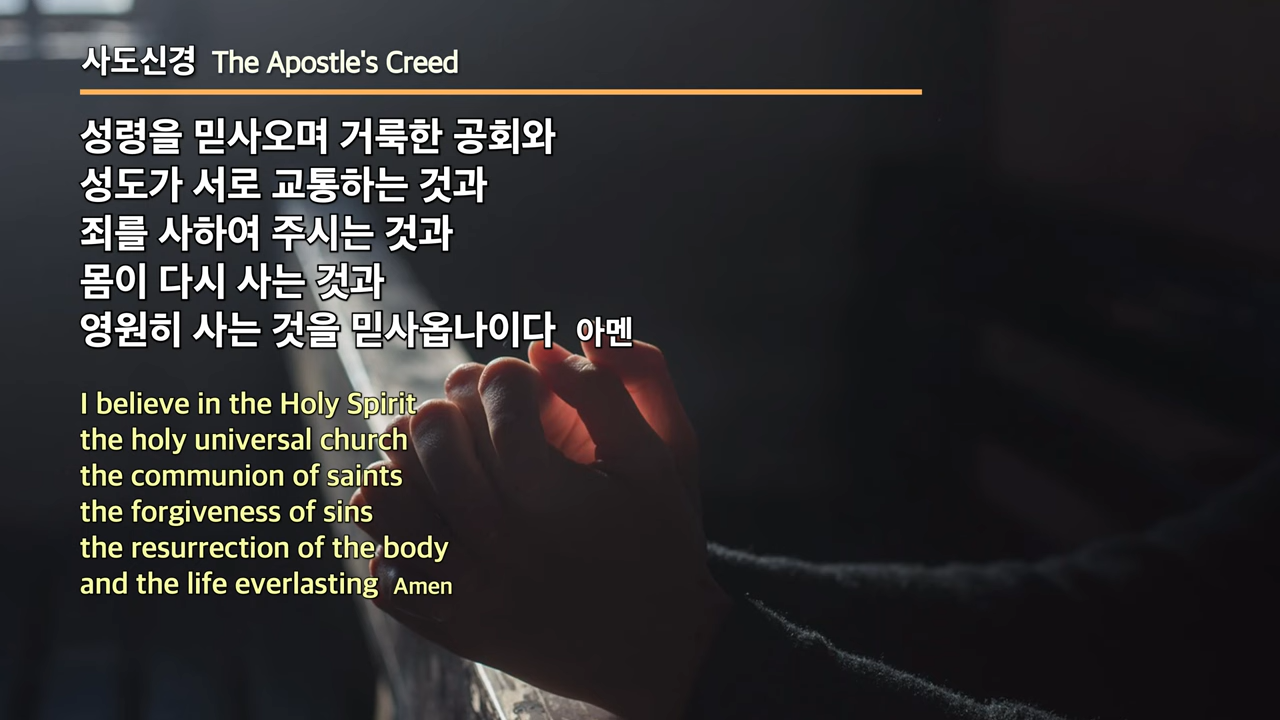 사도신경 The Apostle's Creed
성령을 믿사오며 거룩한 공회와
성도가 서로 교통하는 것과
죄를 사하여 주시는 것과
몸이 다시 사는 것과
영원히 사는 것을 믿사옵나이다 아멘
I believe in the Holy Spirit
the holy universal church
the communion of saints
the forgiveness of sins
the resurrection of the body
and the life everlasting Amen